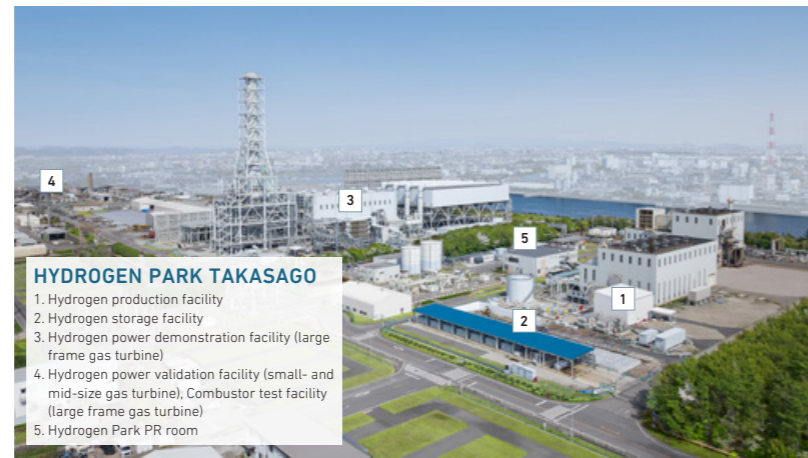 4
3
5
1
2
HYDROGEN PARK TAKASAGO
1. Hydrogen production facility
2. Hydrogen storage facility
3. Hydrogen power demonstration facility (large
frame gas turbine)
4. Hydrogen power validation facility (small- and
mid-size gas turbine), Combustor test facility
(large frame gas turbine)
5. Hydrogen Park PR room